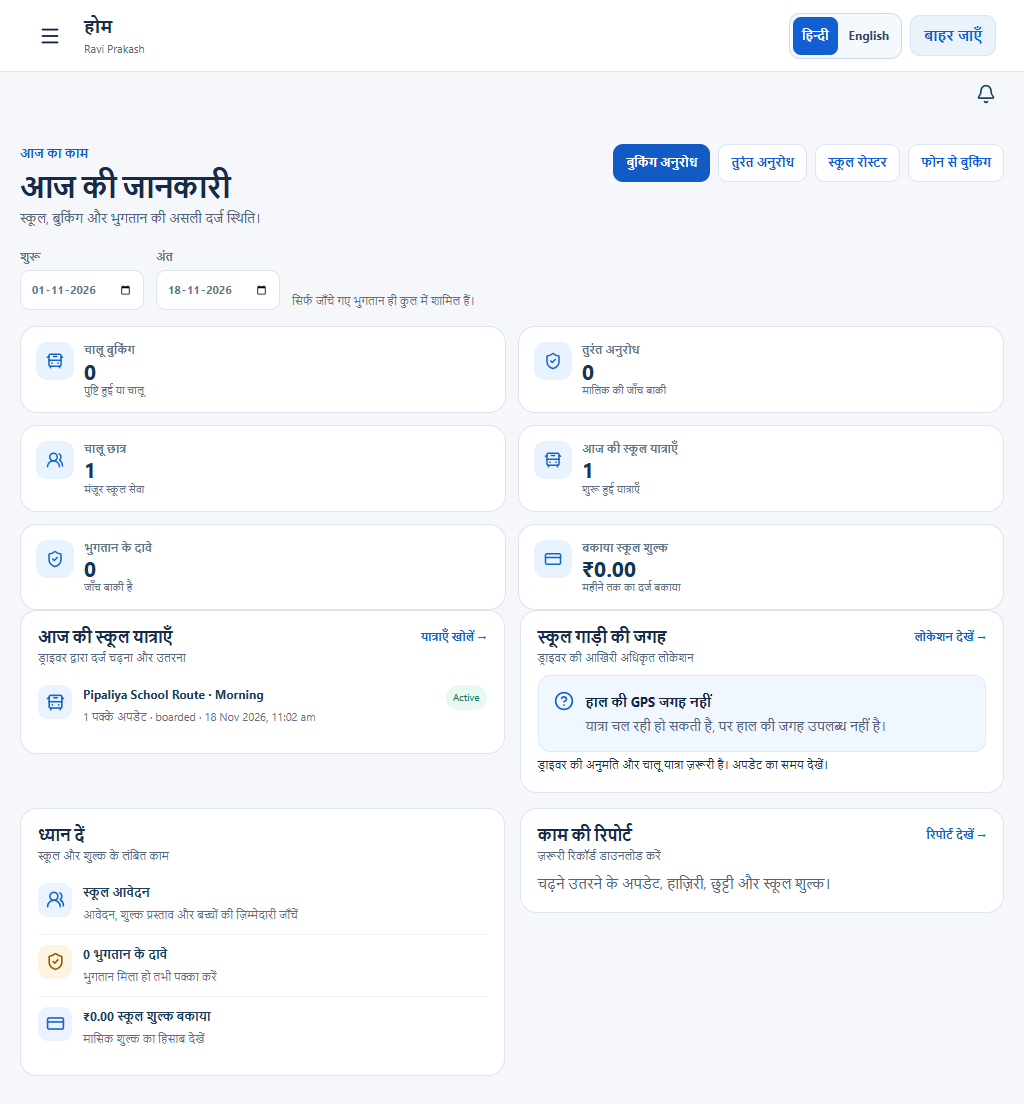 होम
Ravi Prakash
हिन्दी
English
बाहर जाएँ
आज का काम
आज की जानकारी
स्कूल, बुकिंग और भुगतान की असली दर्ज स्थिति।
बुकिंग अनुरोध
तुरंत अनुरोध
स्कूल रोस्टर
फोन से बुकिंग
शुरू
अंत
01-11-2026
18-11-2026
सिर्फ जाँचे गए भुगतान ही कुल में शामिल हैं।
चालू बुकिंग
0
पुष्टि हुई या चालू
तुरंत अनुरोध
0
मालिक की जाँच बाकी
चालू छात्र
1
मंजूर स्कूल सेवा
आज की स्कूल यात्राएँ
1
शुरू हुई यात्राएँ
भुगतान के दावे
0
जाँच बाकी है
बकाया स्कूल शुल्क
₹0.00
महीने तक का दर्ज बकाया
आज की स्कूल यात्राएँ
यात्राएँ खोलें →
ड्राइवर द्वारा दर्ज चढ़ना और उतरना
Pipaliya School Route · Morning
Active
1 पक्के अपडेट · boarded · 18 Nov 2026, 11:02 am
स्कूल गाड़ी की जगह
लोकेशन देखें →
ड्राइवर की आखिरी अधिकृत लोकेशन
हाल की GPS जगह नहीं
यात्रा चल रही हो सकती है, पर हाल की जगह उपलब्ध नहीं है।
ड्राइवर की अनुमति और चालू यात्रा ज़रूरी है। अपडेट का समय देखें।
ध्यान दें
स्कूल और शुल्क के लंबित काम
स्कूल आवेदन
आवेदन, शुल्क प्रस्ताव और बच्चों की ज़िम्मेदारी जाँचें
0 भुगतान के दावे
भुगतान मिला हो तभी पक्का करें
₹0.00 स्कूल शुल्क बकाया
मासिक शुल्क का हिसाब देखें
काम की रिपोर्ट
रिपोर्ट देखें →
ज़रूरी रिकॉर्ड डाउनलोड करें
चढ़ने उतरने के अपडेट, हाज़िरी, छुट्टी और स्कूल शुल्क।